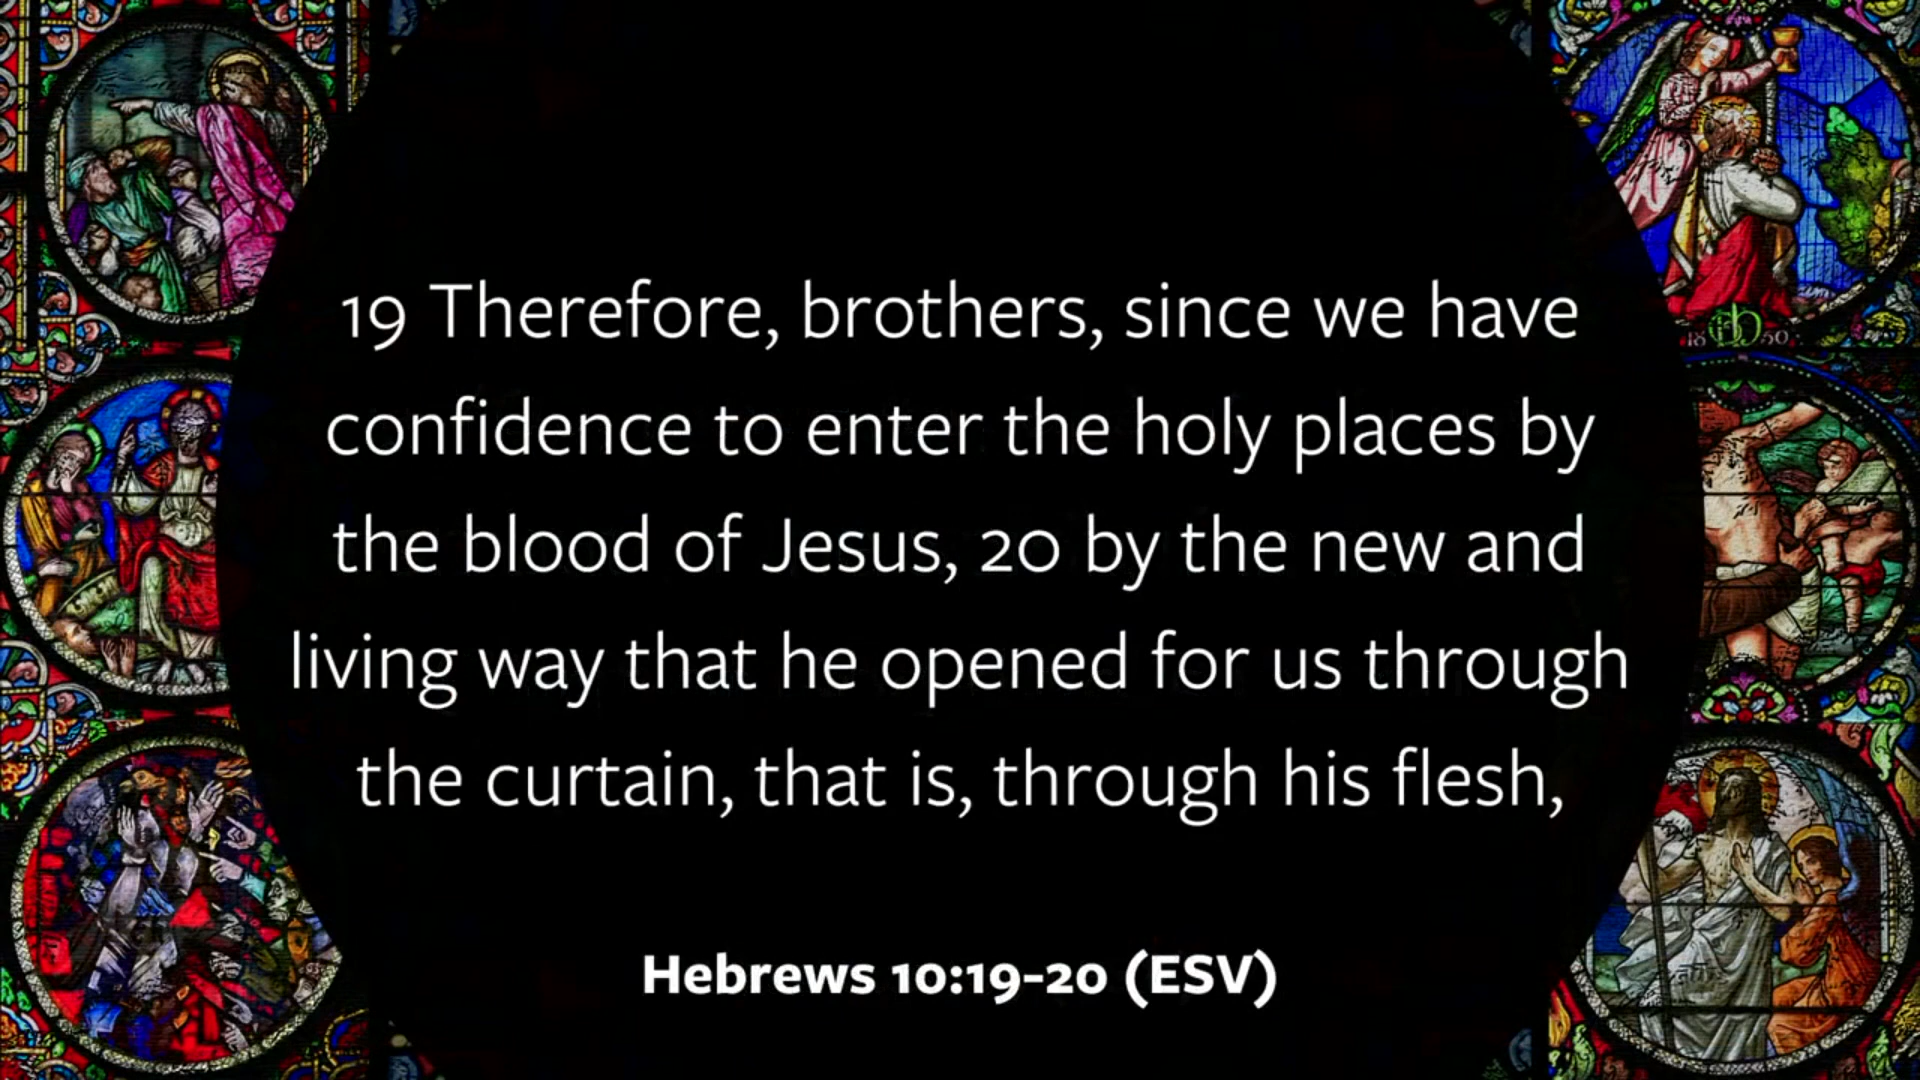 19 Therefore, brothers, since we have
confidence to enter the holy places by
the blood of Jesus, 20 by the new and
living way that he opened for us through
the curtain, that is, through his flesh,
Hebrews 10:19-20 (ESV)